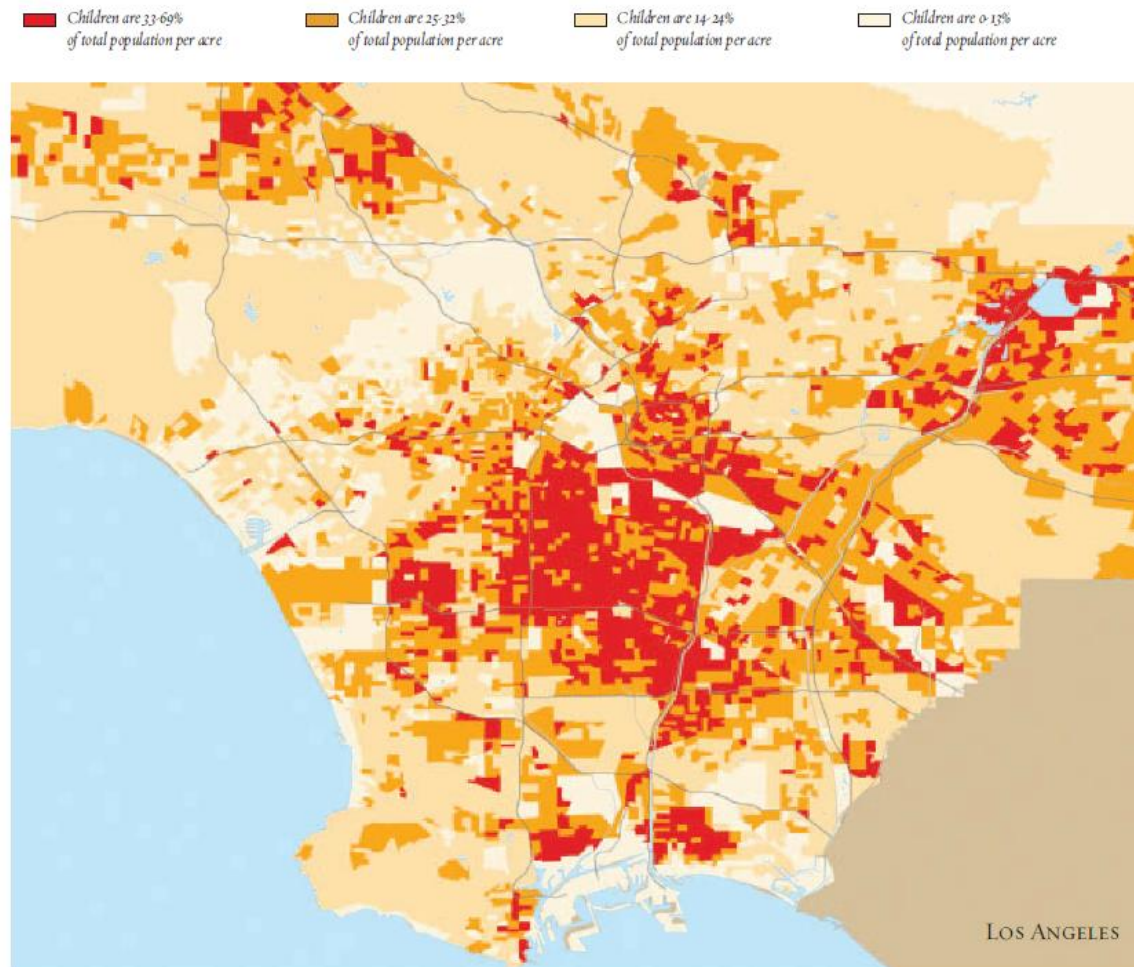 Children are 33-69%
of total population per acre
Children are 25-32%
of total population per acre
Children are 14-24%
of total population per acre
Children are 0-13%
of total population per acre
LOS ANGELES